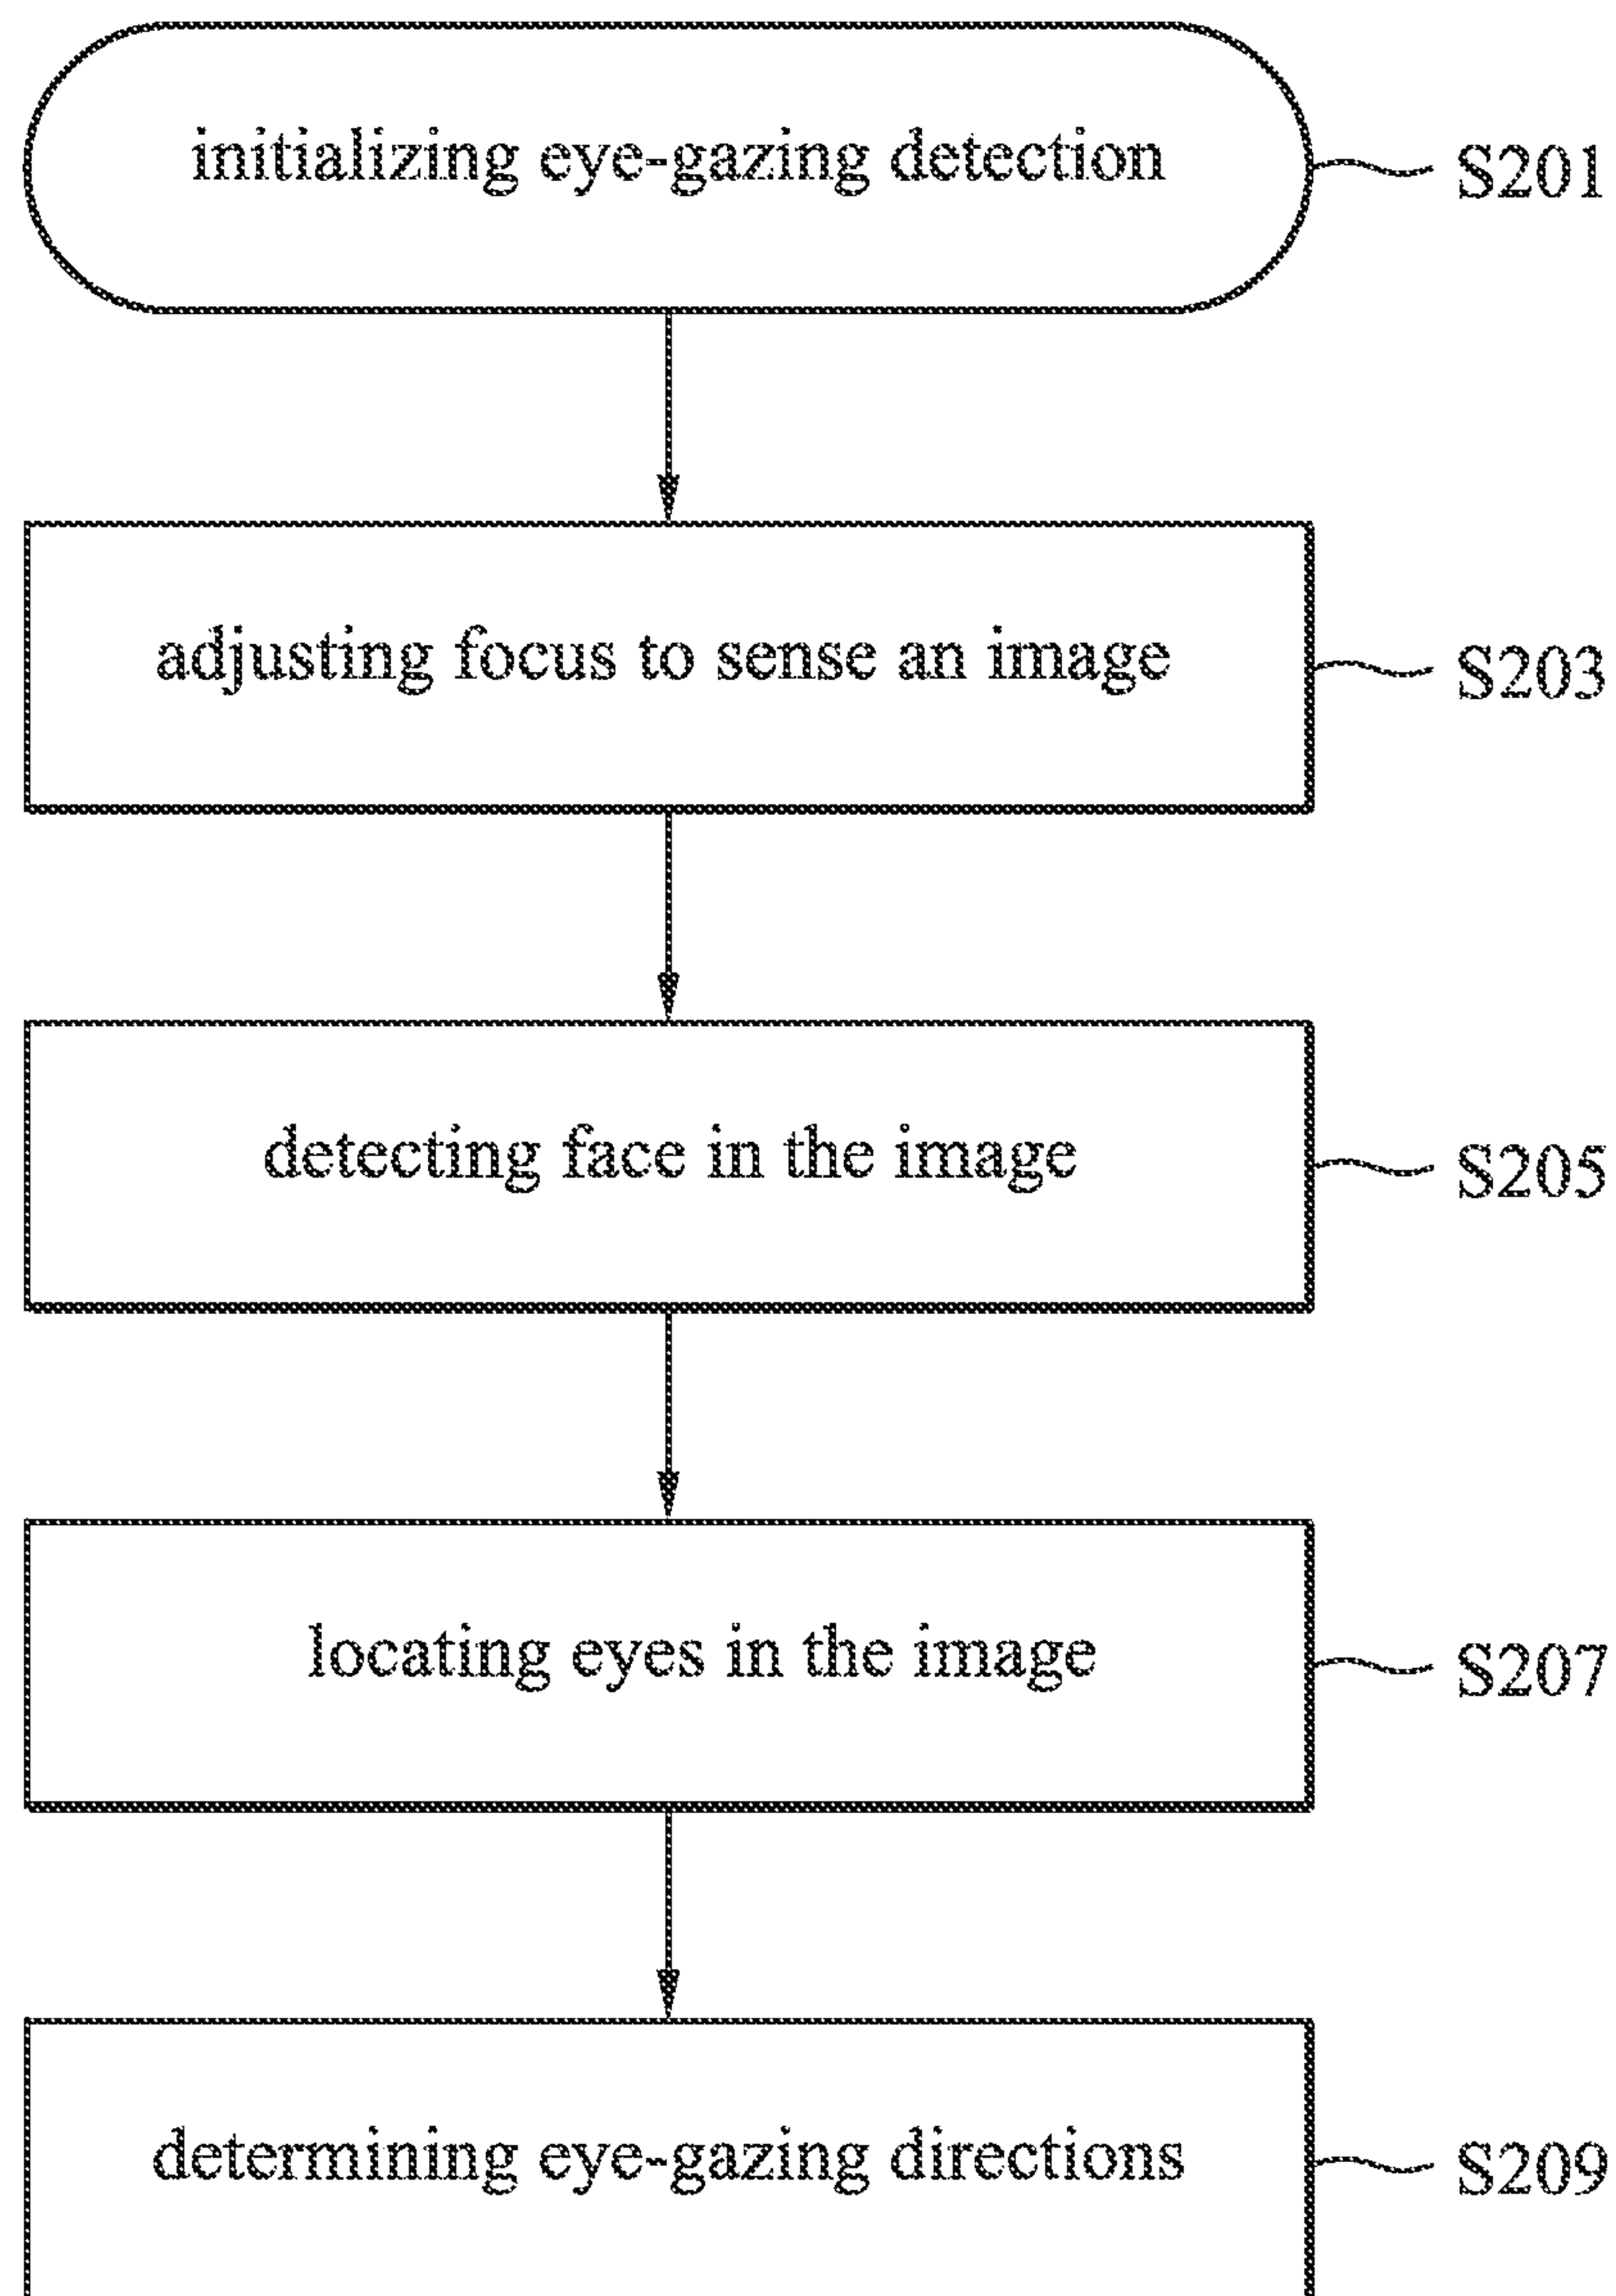 initializing eye-gazing detection S201
adjusting focus to sense an image S203
detecting face in the image S205
locating eyes in the image S207
determining eye-gazing directions S209